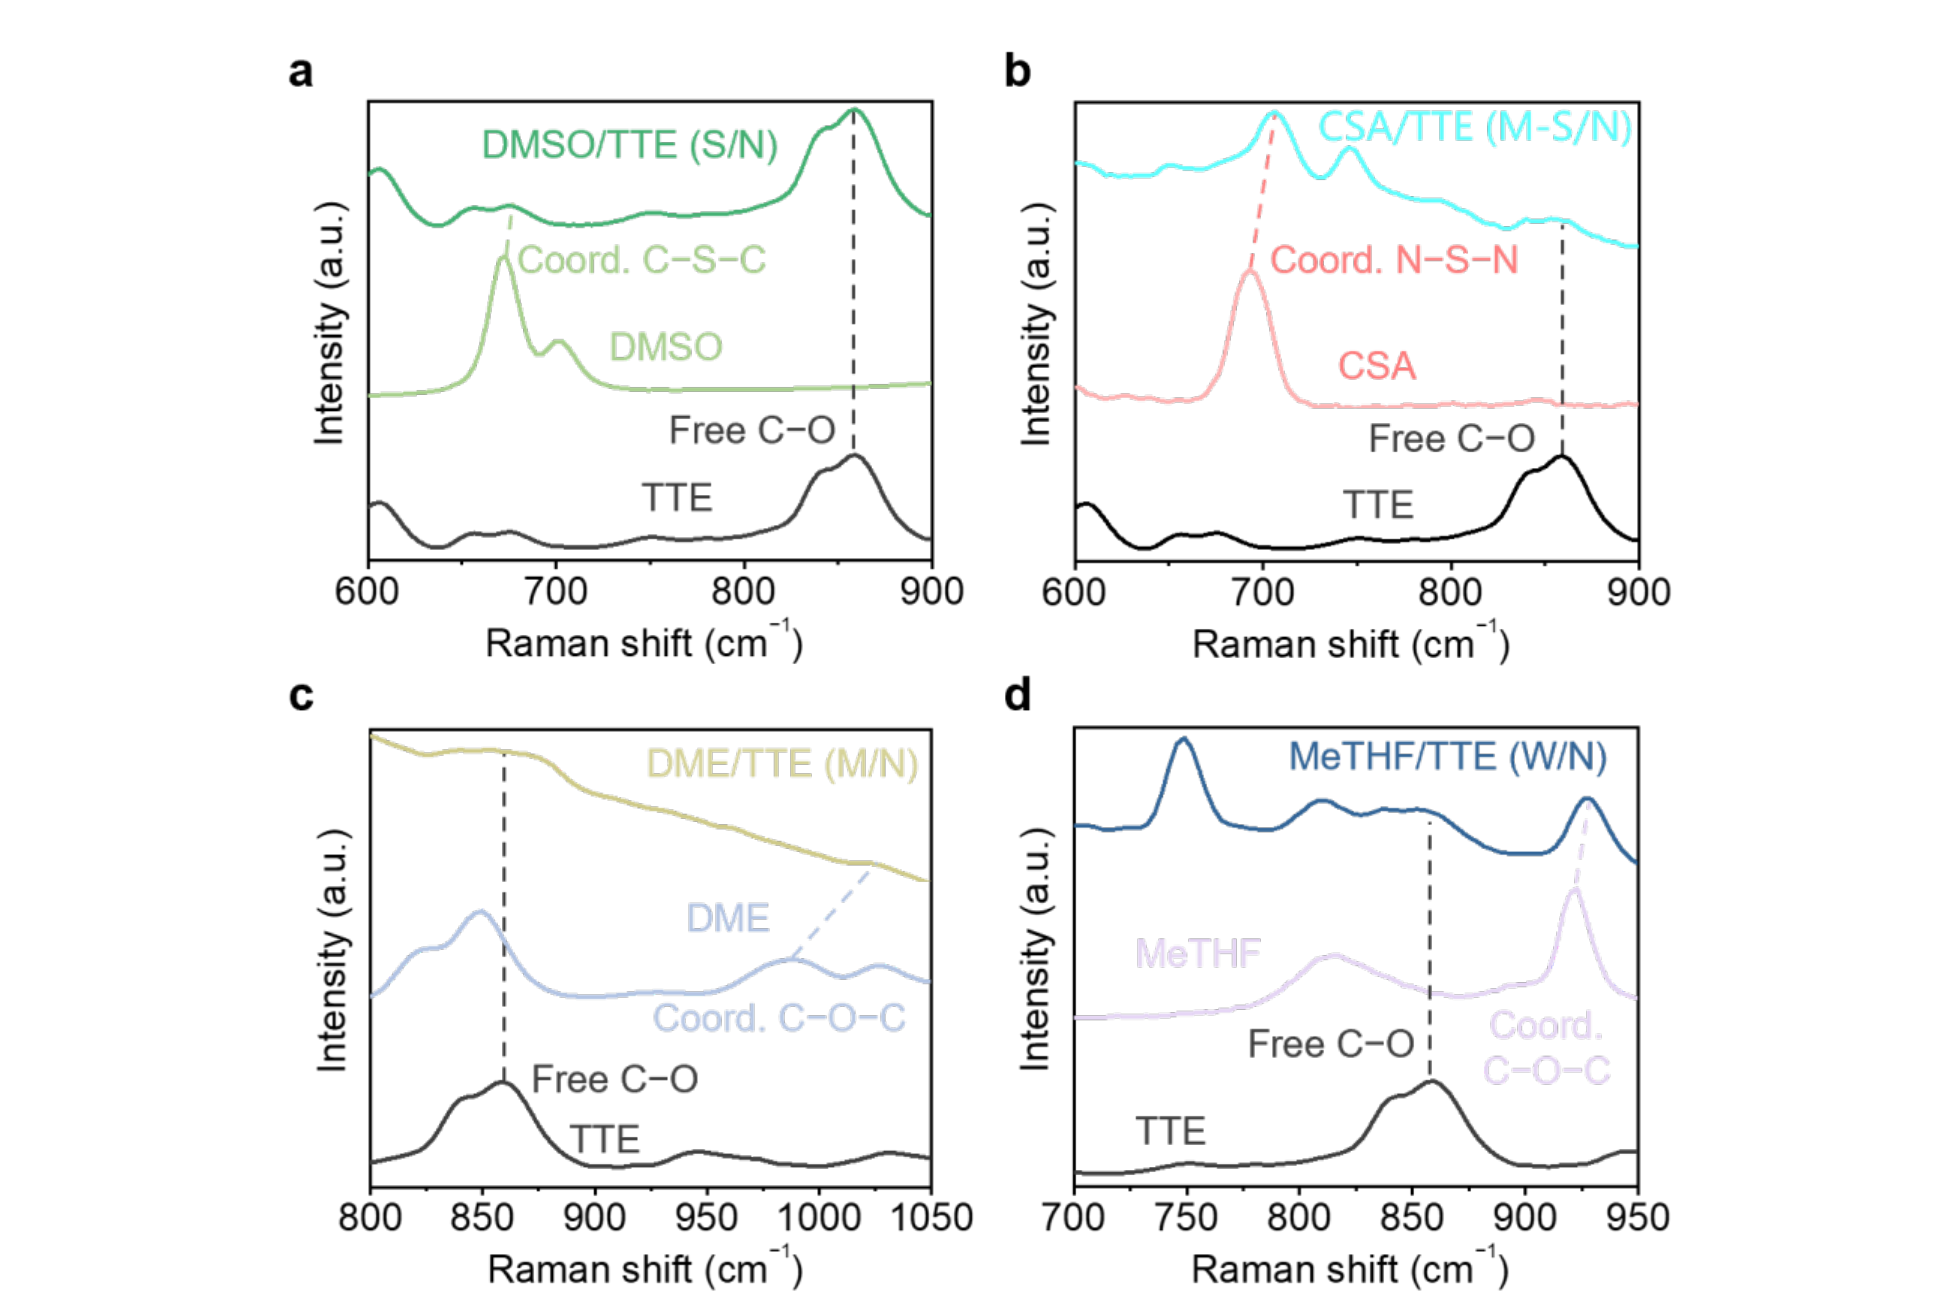 a
DMSO/TTE (S/N)
Coord. C−S−C
DMSO
Free C−O
TTE
Intensity (a.u.)
600 700 800 900
Raman shift (cm⁻¹)
b
CSA/TTE (M-S/N)
Coord. N−S−N
CSA
Free C−O
TTE
Intensity (a.u.)
600 700 800 900
Raman shift (cm⁻¹)
c
DME/TTE (M/N)
DME
Coord. C−O−C
Free C−O
TTE
Intensity (a.u.)
800 850 900 950 1000 1050
Raman shift (cm⁻¹)
d
MeTHF/TTE (W/N)
MeTHF
Coord.
C−O−C
Free C−O
TTE
Intensity (a.u.)
700 750 800 850 900 950
Raman shift (cm⁻¹)